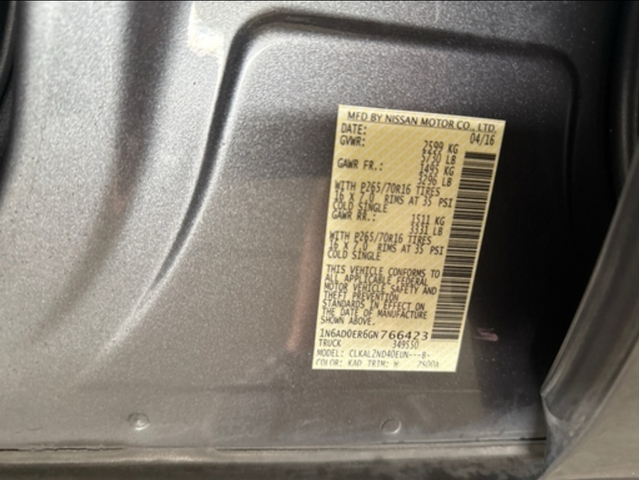 MFD BY NISSAN MOTOR CO., LTD.
DATE: 04/16
GVWR: 2599 KG
5730 LB
GAWR FR.: 1495 KG
3296 LB
WITH P265/70R16 TIRES
16 X 7.0 RIMS AT 35 PSI
COLD SINGLE
GAWR RR.: 1511 KG
3331 LB
WITH P265/70R16 TIRES
16 X 7.0 RIMS AT 35 PSI
COLD SINGLE
THIS VEHICLE CONFORMS TO
ALL APPLICABLE FEDERAL
MOTOR VEHICLE SAFETY AND
THEFT PREVENTION
STANDARDS IN EFFECT ON
THE DATE OF MANUFACTURE
SHOWN ABOVE.
1N6AD0ER6GN766423
TRUCK 349550
MODEL: CLKAL2ND40EUN---8-
COLOR: KAD TRIM: